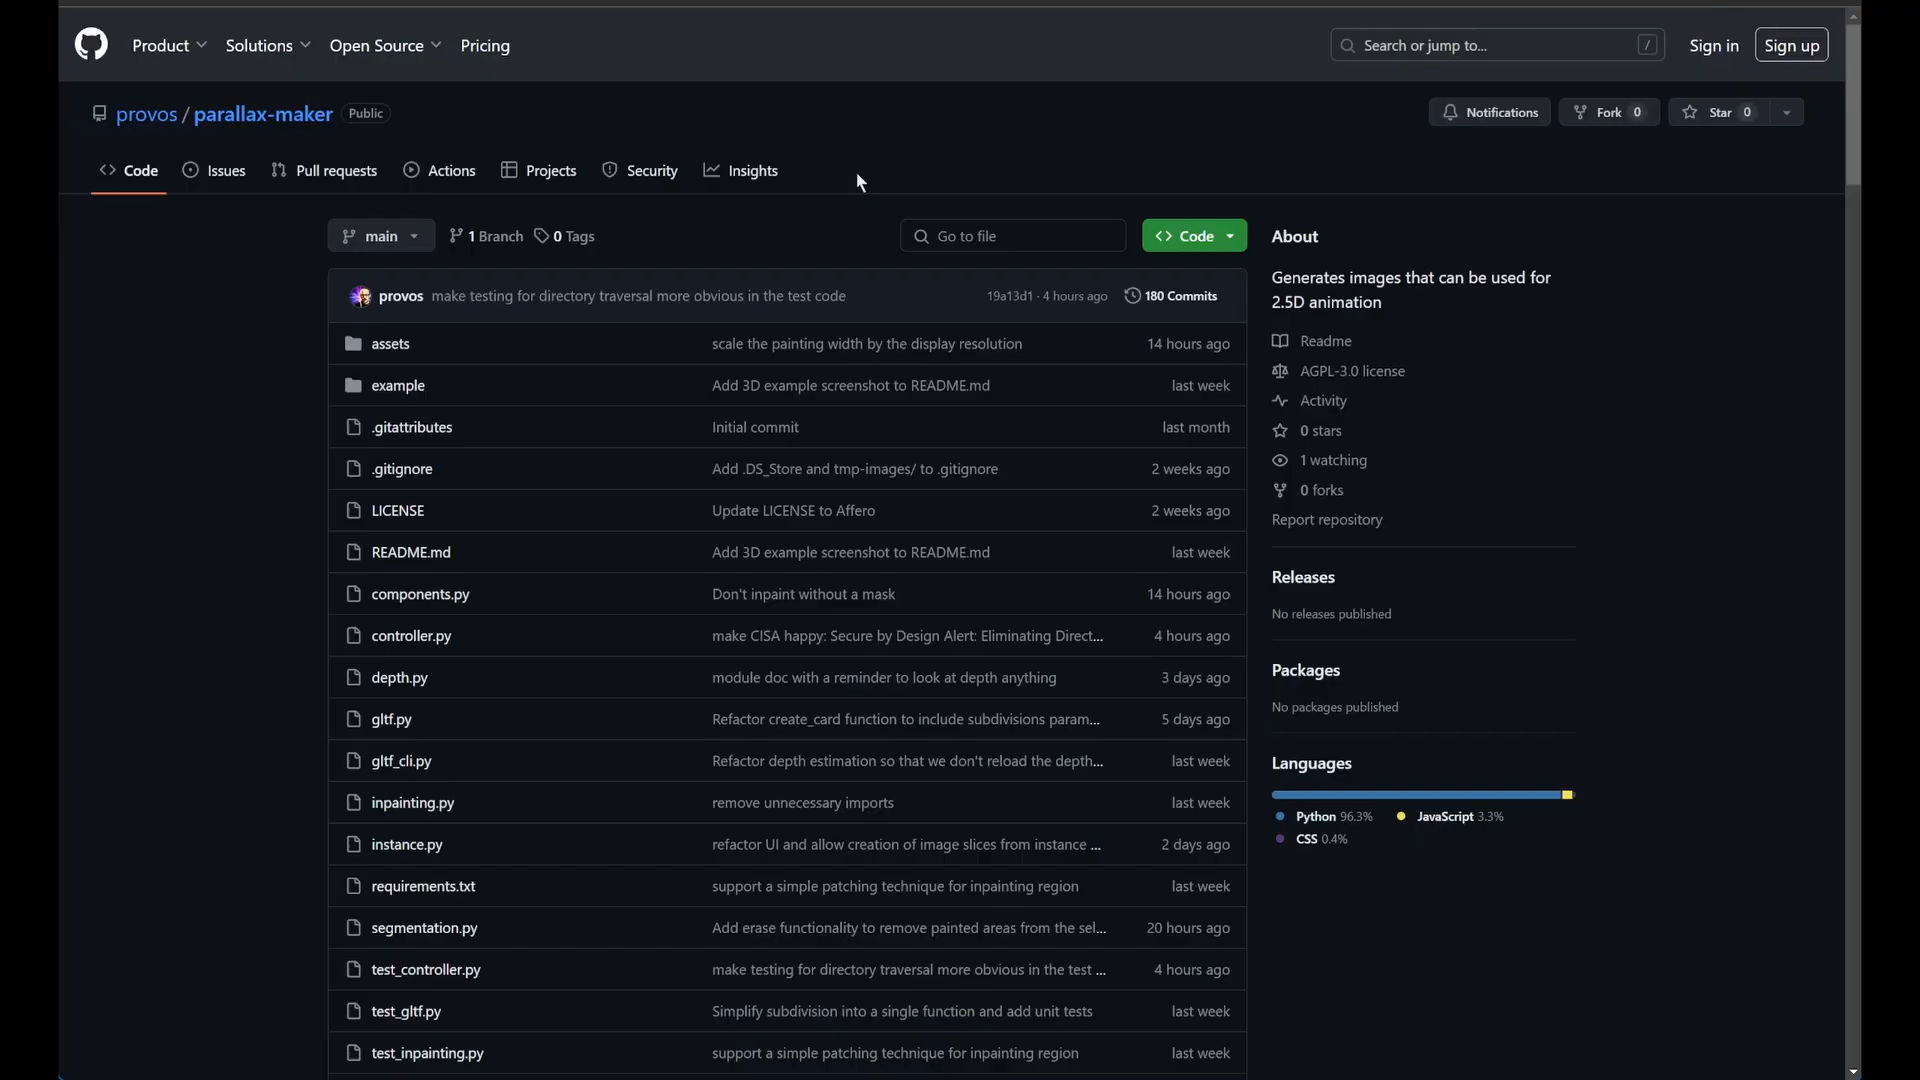 Product Solutions Open Source Pricing Search or jump to... / Sign in Sign up
provos / parallax-maker Public Notifications Fork 0 Star 0
Code Issues Pull requests Actions Projects Security Insights
main 1 Branch 0 Tags Go to file Code
provos make testing for directory traversal more obvious in the test code 19a13d1 · 4 hours ago 180 Commits
assets scale the painting width by the display resolution 14 hours ago
example Add 3D example screenshot to README.md last week
.gitattributes Initial commit last month
.gitignore Add .DS_Store and tmp-images/ to .gitignore 2 weeks ago
LICENSE Update LICENSE to Affero 2 weeks ago
README.md Add 3D example screenshot to README.md last week
components.py Don't inpaint without a mask 14 hours ago
controller.py make CISA happy: Secure by Design Alert: Eliminating Direct... 4 hours ago
depth.py module doc with a reminder to look at depth anything 3 days ago
gltf.py Refactor create_card function to include subdivisions param... 5 days ago
gltf_cli.py Refactor depth estimation so that we don't reload the depth... last week
inpainting.py remove unnecessary imports last week
instance.py refactor UI and allow creation of image slices from instance ... 2 days ago
requirements.txt support a simple patching technique for inpainting region last week
segmentation.py Add erase functionality to remove painted areas from the sel... 20 hours ago
test_controller.py make testing for directory traversal more obvious in the test ... 4 hours ago
test_gltf.py Simplify subdivision into a single function and add unit tests last week
test_inpainting.py support a simple patching technique for inpainting region last week
About
Generates images that can be used for
2.5D animation
Readme
AGPL-3.0 license
Activity
0 stars
1 watching
0 forks
Report repository
Releases
No releases published
Packages
No packages published
Languages
Python 96.3% JavaScript 3.3%
CSS 0.4%